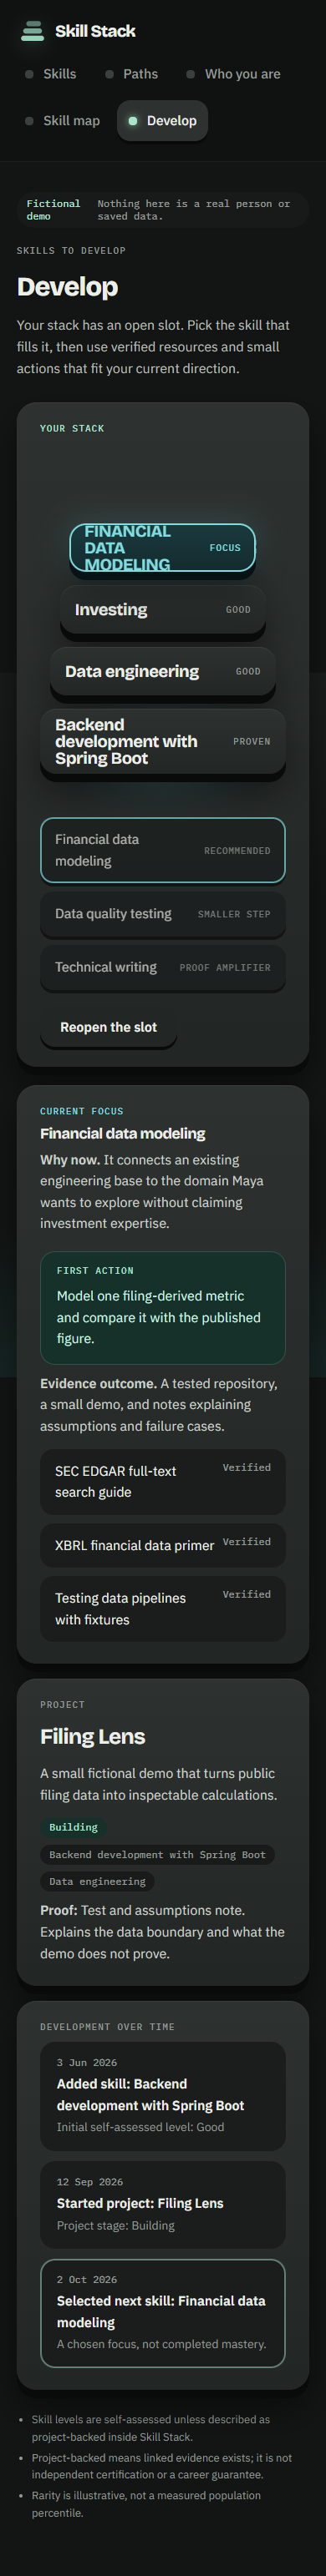 Skill Stack
Skills
Paths
Who you are
Skill map
Develop
Fictional demo
Nothing here is a real person or saved data.
SKILLS TO DEVELOP
Develop
Your stack has an open slot. Pick the skill that
fills it, then use verified resources and small
actions that fit your current direction.
YOUR STACK
FINANCIAL
DATA
MODELING
FOCUS
Investing
GOOD
Data engineering
GOOD
Backend
development with
Spring Boot
PROVEN
Financial data
modeling
RECOMMENDED
Data quality testing
SMALLER STEP
Technical writing
PROOF AMPLIFIER
Reopen the slot
CURRENT FOCUS
Financial data modeling
Why now. It connects an existing
engineering base to the domain Maya
wants to explore without claiming
investment expertise.
FIRST ACTION
Model one filing-derived metric
and compare it with the published
figure.
Evidence outcome. A tested repository,
a small demo, and notes explaining
assumptions and failure cases.
SEC EDGAR full-text
search guide
Verified
XBRL financial data primer
Verified
Testing data pipelines
with fixtures
Verified
PROJECT
Filing Lens
A small fictional demo that turns public
filing data into inspectable calculations.
Building
Backend development with Spring Boot
Data engineering
Proof: Test and assumptions note.
Explains the data boundary and what the
demo does not prove.
DEVELOPMENT OVER TIME
3 Jun 2026
Added skill: Backend
development with Spring Boot
Initial self-assessed level: Good
12 Sep 2026
Started project: Filing Lens
Project stage: Building
2 Oct 2026
Selected next skill: Financial data
modeling
A chosen focus, not completed mastery.
• Skill levels are self-assessed unless described as
project-backed inside Skill Stack.
• Project-backed means linked evidence exists; it is not
independent certification or a career guarantee.
• Rarity is illustrative, not a measured population
percentile.